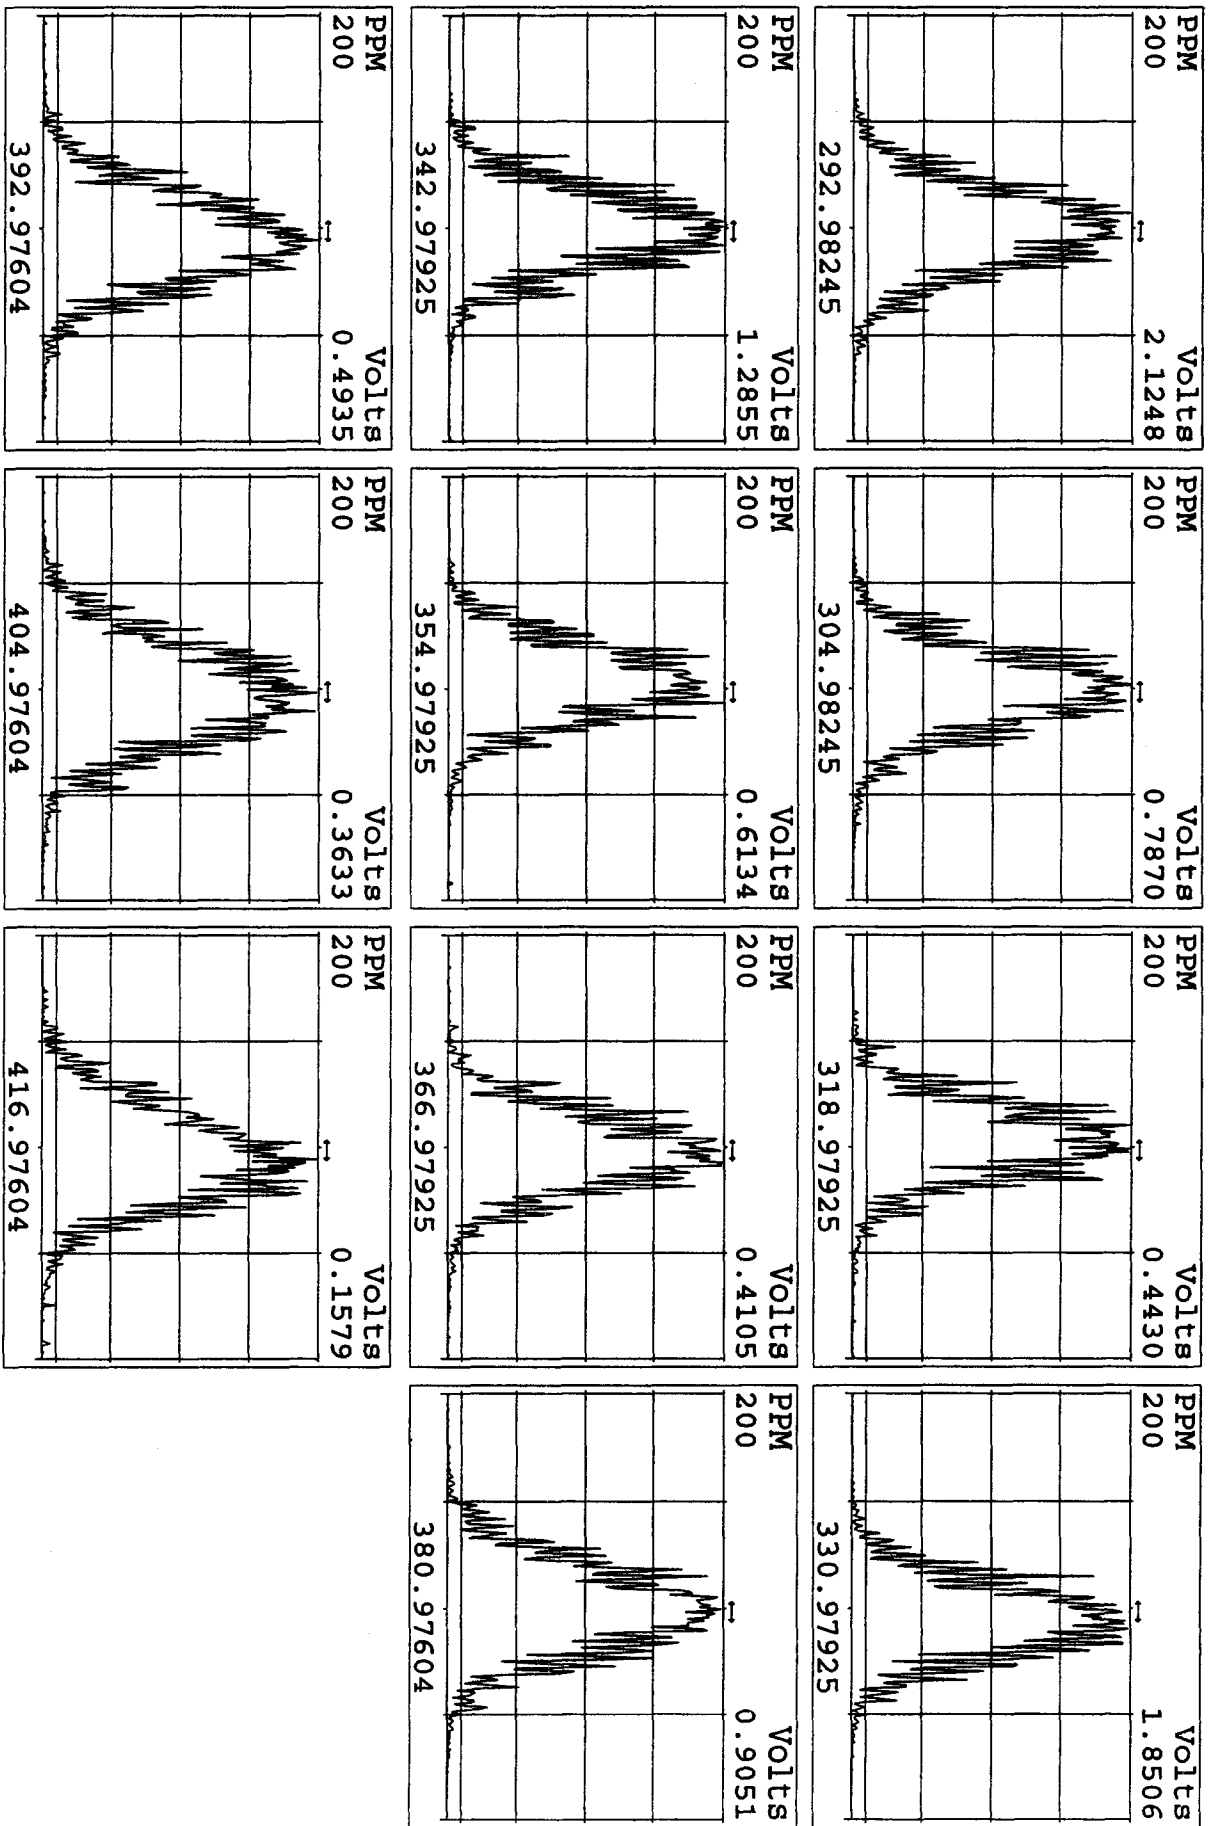 PPM Volts
200 2.1248
292.98245
PPM Volts
200 0.7870
304.98245
PPM Volts
200 0.4430
318.97925
PPM Volts
200 1.8506
330.97925
PPM Volts
200 1.2855
342.97925
PPM Volts
200 0.6134
354.97925
PPM Volts
200 0.4105
366.97925
PPM Volts
200 0.9051
380.97604
PPM Volts
200 0.4935
392.97604
PPM Volts
200 0.3633
404.97604
PPM Volts
200 0.1579
416.97604